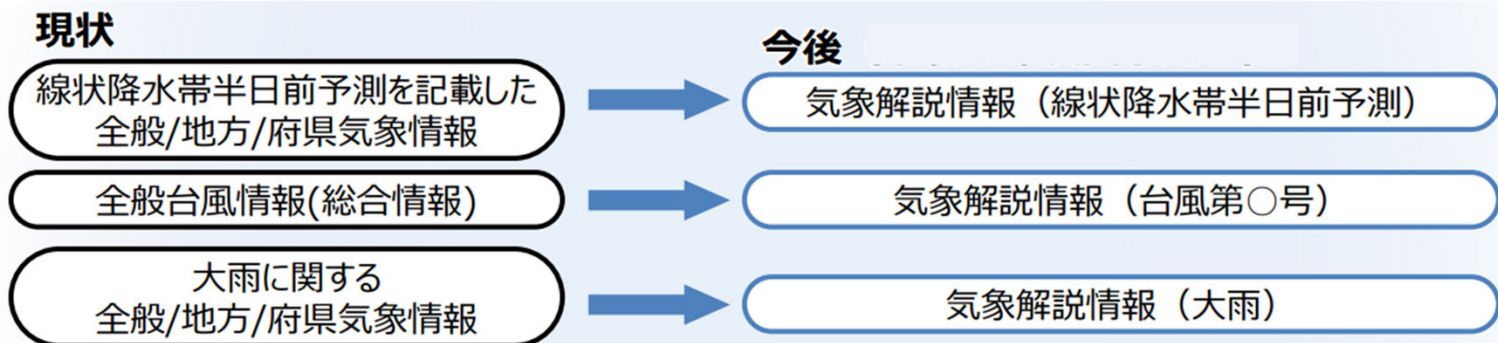 現状
今後
線状降水帯半日前予測を記載した
全般/地方/府県気象情報
気象解説情報（線状降水帯半日前予測）
全般台風情報(総合情報)
気象解説情報（台風第○号）
大雨に関する
全般/地方/府県気象情報
気象解説情報（大雨）